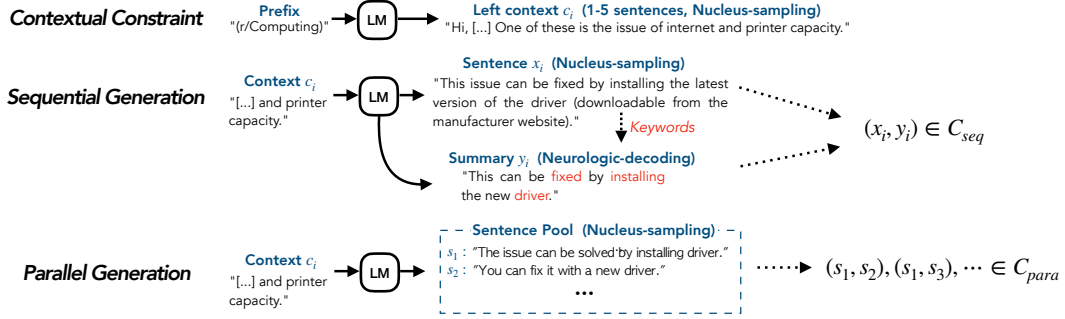 Contextual Constraint
Prefix
"(r/Computing)"
LM
Left context c_i (1-5 sentences, Nucleus-sampling)
"Hi, [...] One of these is the issue of internet and printer capacity."
Sequential Generation
Context c_i
"[...] and printer
capacity."
LM
Sentence x_i (Nucleus-sampling)
"This issue can be fixed by installing the latest
version of the driver (downloadable from the
manufacturer website)."
Keywords
Summary y_i (Neurologic-decoding)
"This can be fixed by installing
the new driver."
(x_i, y_i) ∈ C_seq
Parallel Generation
Context c_i
"[...] and printer
capacity."
LM
Sentence Pool (Nucleus-sampling)
s_1 : "The issue can be solved by installing driver."
s_2 : "You can fix it with a new driver."
•••
(s_1, s_2), (s_1, s_3), ⋯ ∈ C_para